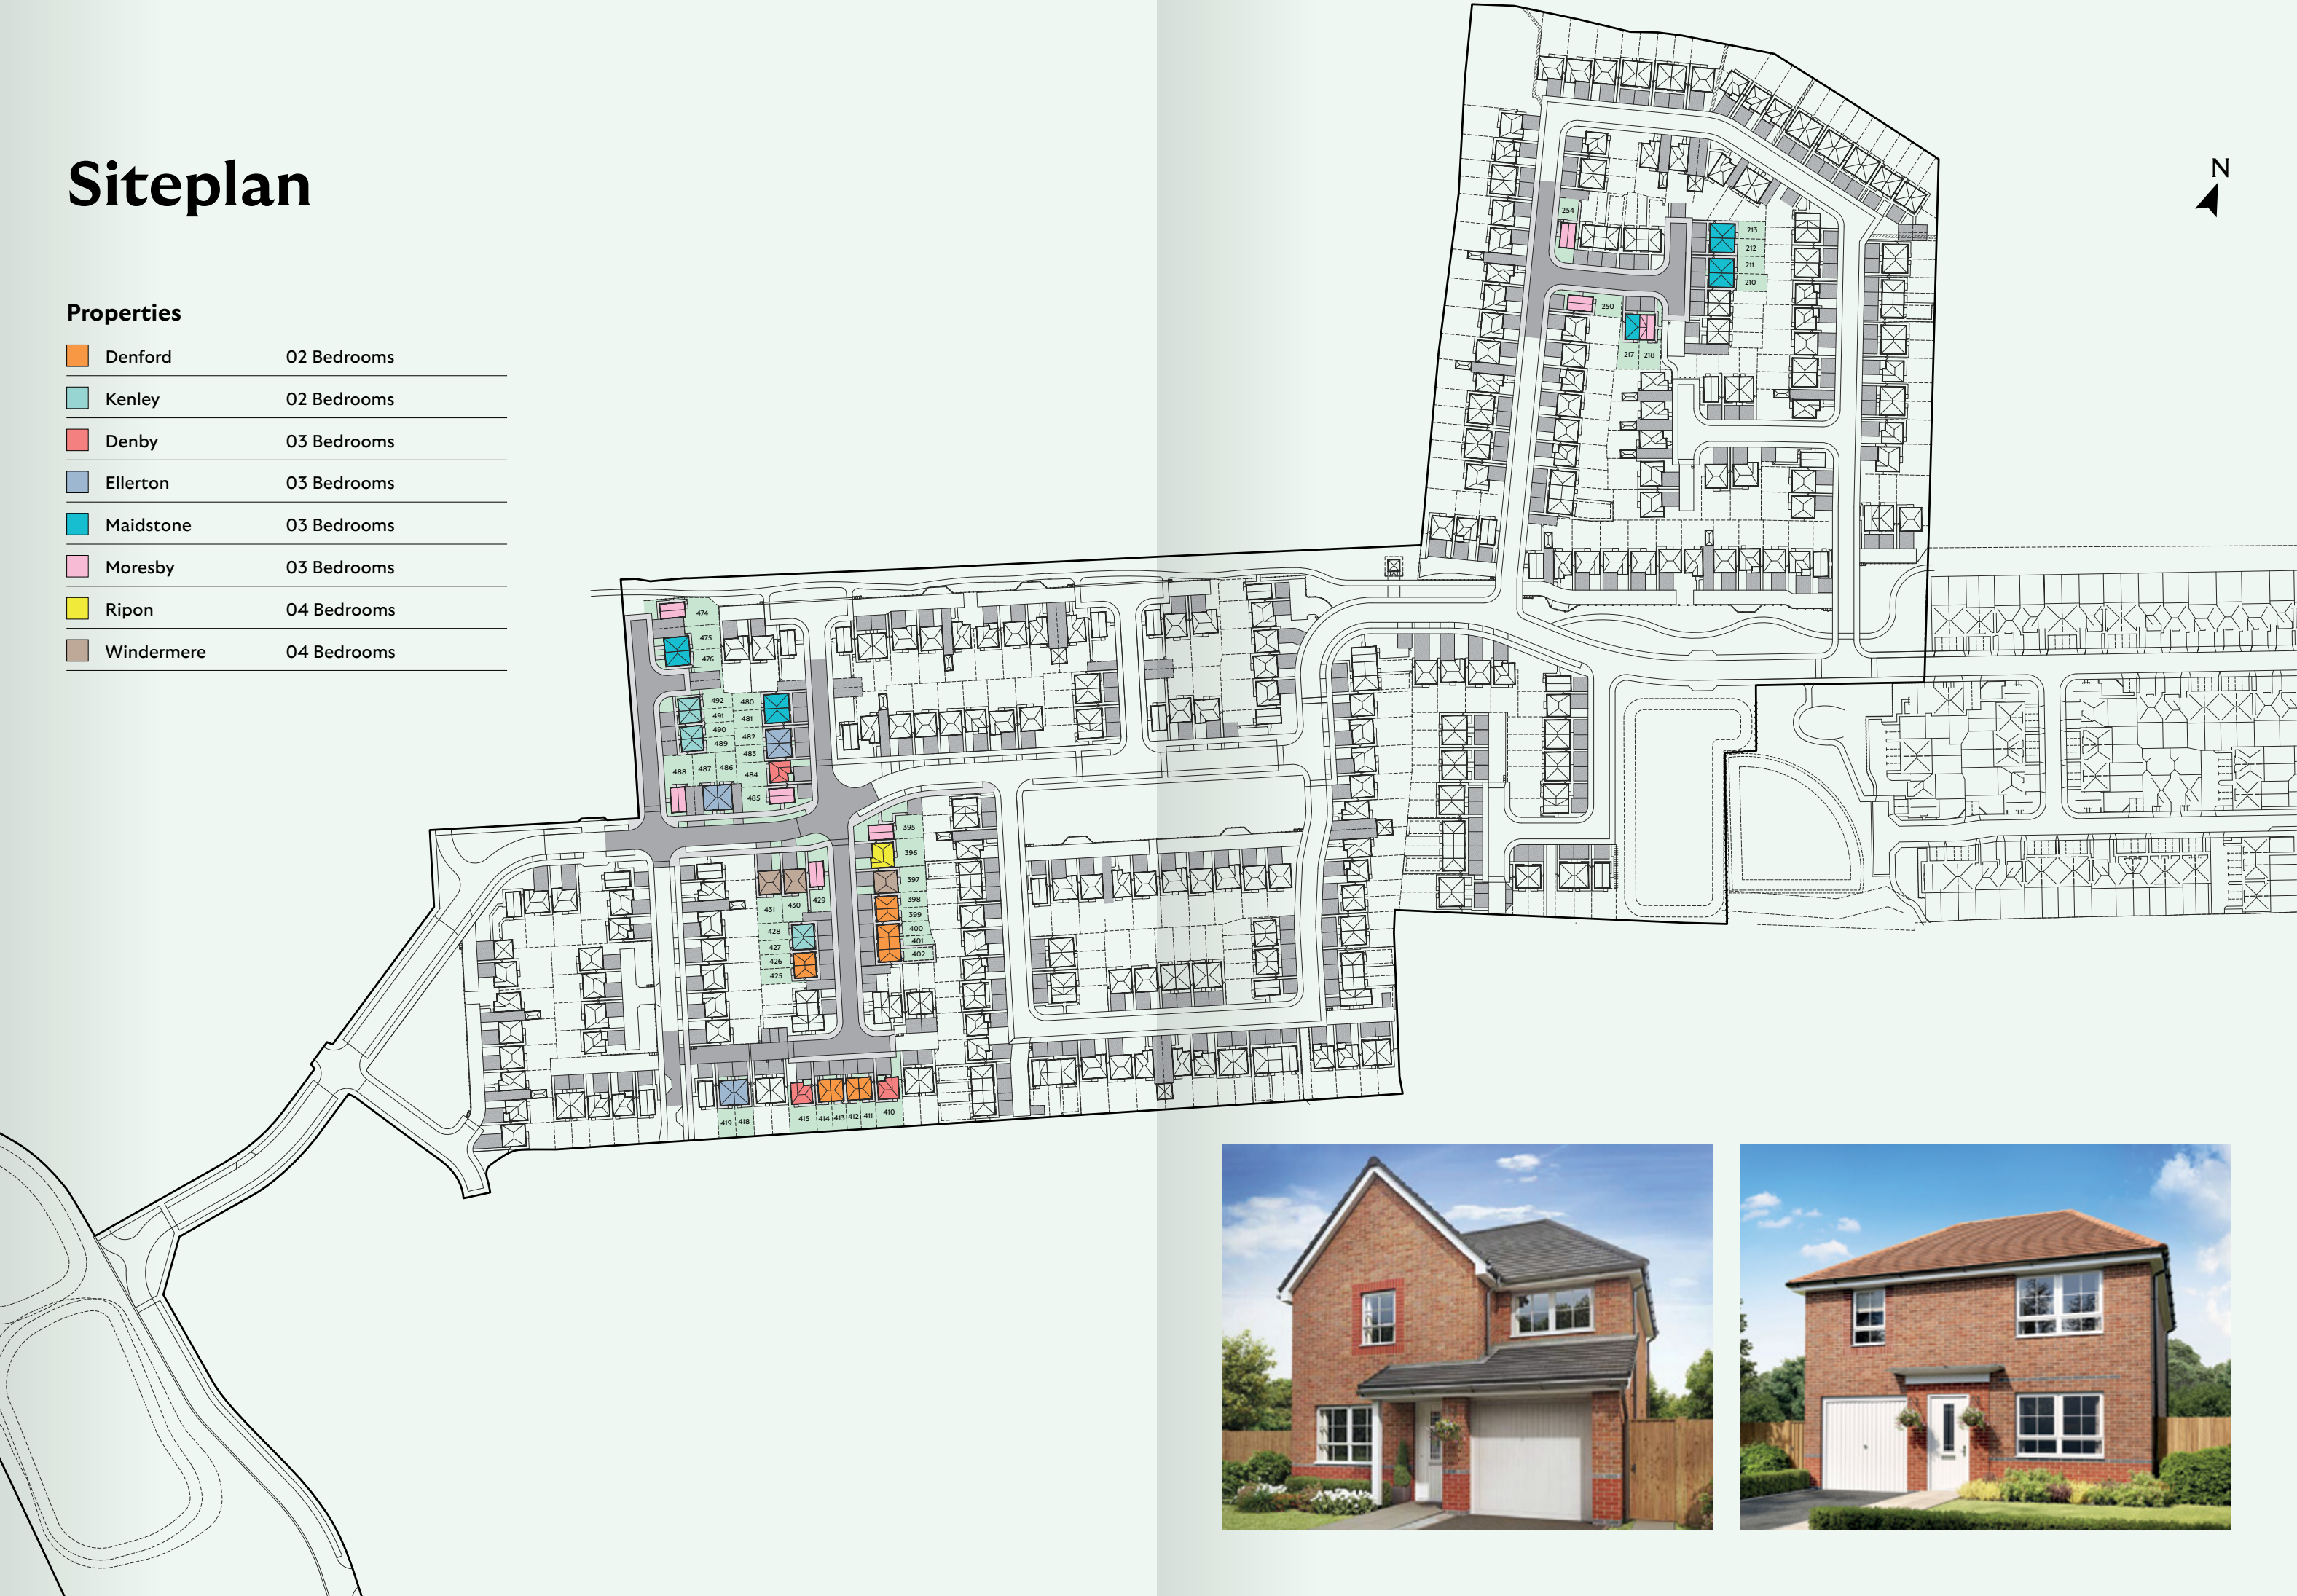 Siteplan
N
Properties
Denford 02 Bedrooms
Kenley 02 Bedrooms
Denby 03 Bedrooms
Ellerton 03 Bedrooms
Maidstone 03 Bedrooms
Moresby 03 Bedrooms
Ripon 04 Bedrooms
Windermere 04 Bedrooms
254
213
212
211
210
250
217 218
474
475
476
492 480
491 481
490 482
489
483
488 487 486 484
485
395
396
397
398
399
400
401
402
431 430 429
428
427
426
425
419 418 415 414 413 412 411 410